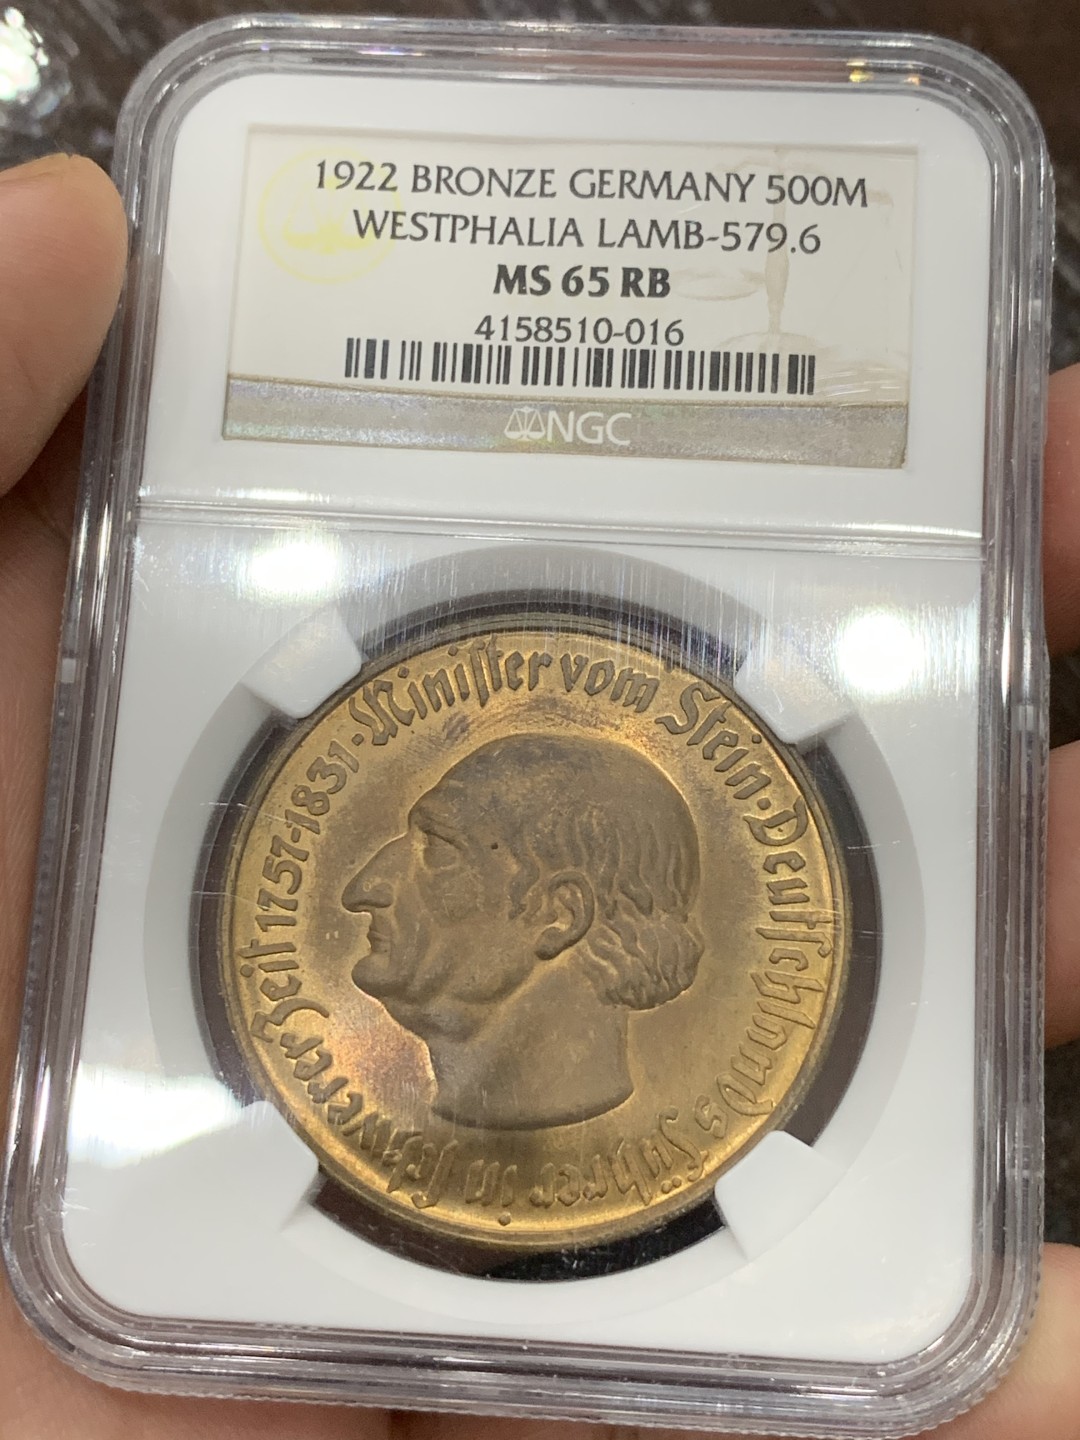 1922 BRONZE GERMANY 500M
WESTPHALIA LAMB-579.6
MS 65 RB
4158510-016
NGC
Miniſter vom Stein · Deutſchlands Führer in ſchwerer Zeit 1757-1831 ·